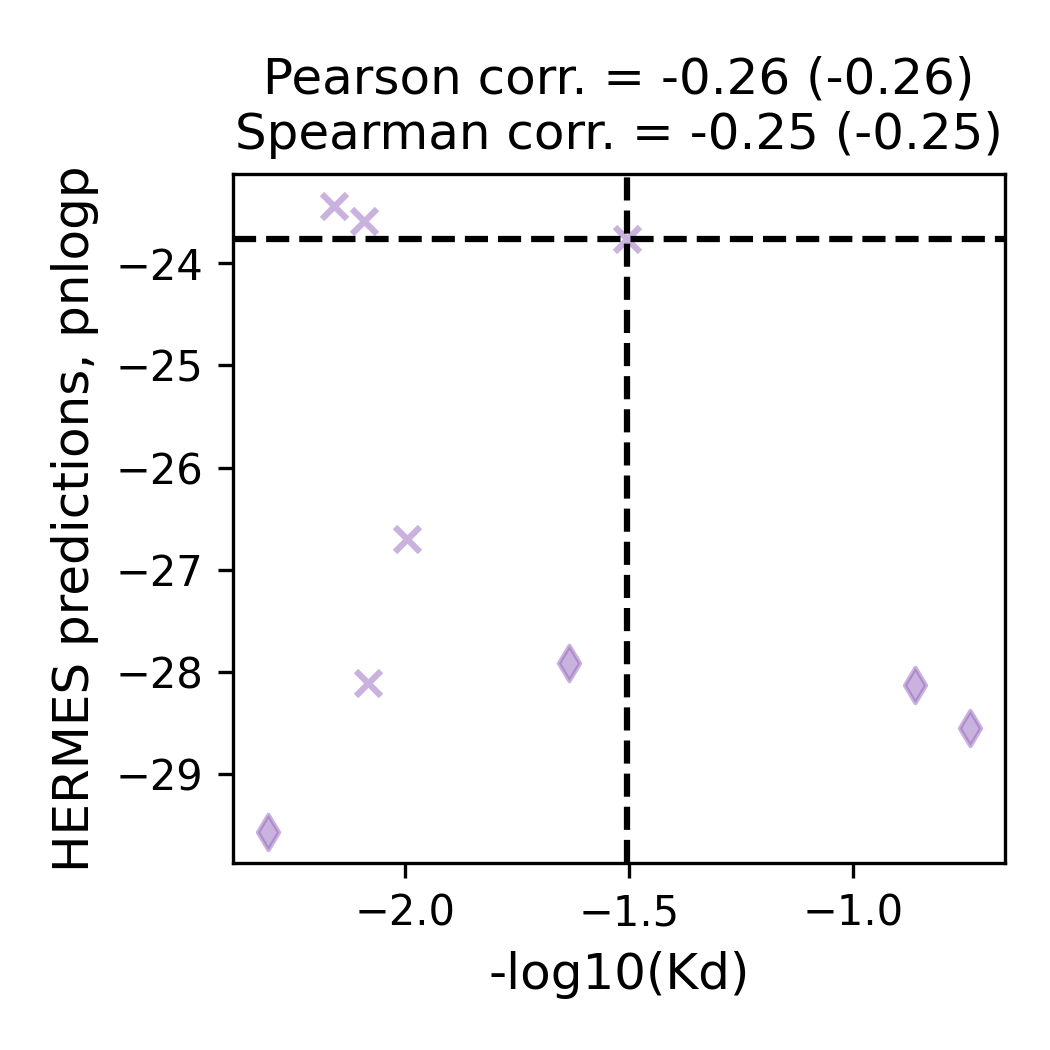 Pearson corr. = -0.26 (-0.26)
Spearman corr. = -0.25 (-0.25)
HERMES predictions, pnlogp
−24
−25
−26
−27
−28
−29
−2.0
−1.5
−1.0
-log10(Kd)